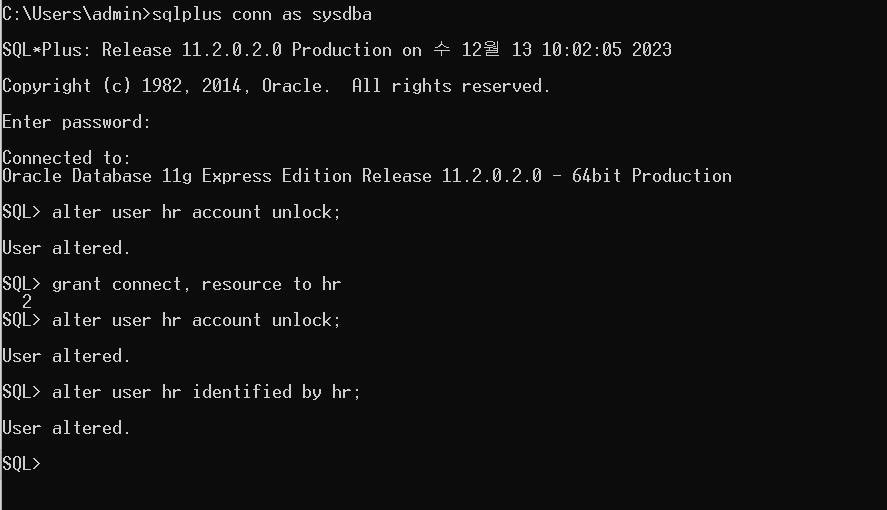 C:\Users\admin>sqlplus conn as sysdba
SQL*Plus: Release 11.2.0.2.0 Production on 수 12월 13 10:02:05 2023
Copyright (c) 1982, 2014, Oracle.  All rights reserved.
Enter password:
Connected to:
Oracle Database 11g Express Edition Release 11.2.0.2.0 - 64bit Production
SQL> alter user hr account unlock;
User altered.
SQL> grant connect, resource to hr
  2
SQL> alter user hr account unlock;
User altered.
SQL> alter user hr identified by hr;
User altered.
SQL>